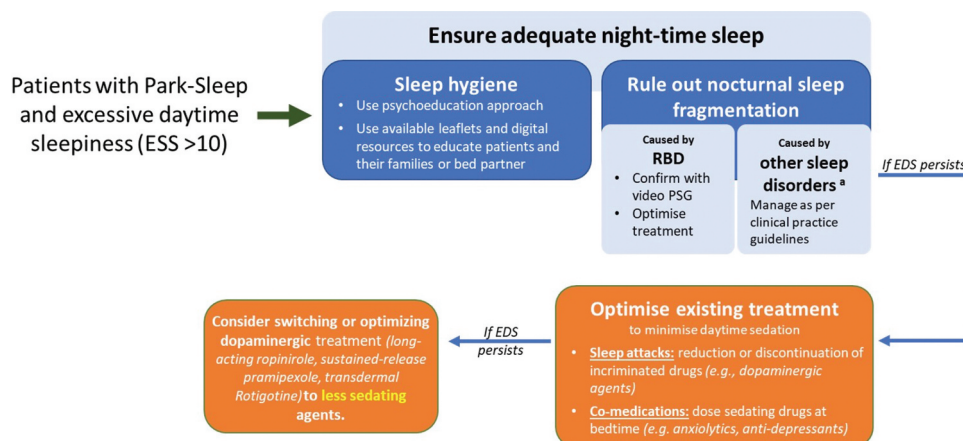 Ensure adequate night-time sleep
Patients with Park-Sleep
and excessive daytime
sleepiness (ESS >10)
Sleep hygiene
• Use psychoeducation approach
• Use available leaflets and digital
resources to educate patients and
their families or bed partner
Rule out nocturnal sleep
fragmentation
Caused by
RBD
• Confirm with
video PSG
• Optimise
treatment
Caused by
other sleep
disorders a
Manage as per
clinical practice
guidelines
If EDS persists
Optimise existing treatment
to minimise daytime sedation
• Sleep attacks: reduction or discontinuation of
incriminated drugs (e.g., dopaminergic
agents)
• Co-medications: dose sedating drugs at
bedtime (e.g. anxiolytics, anti-depressants)
If EDS
persists
Consider switching or optimizing
dopaminergic treatment (long-
acting ropinirole, sustained-release
pramipexole, transdermal
Rotigotine) to less sedating
agents.